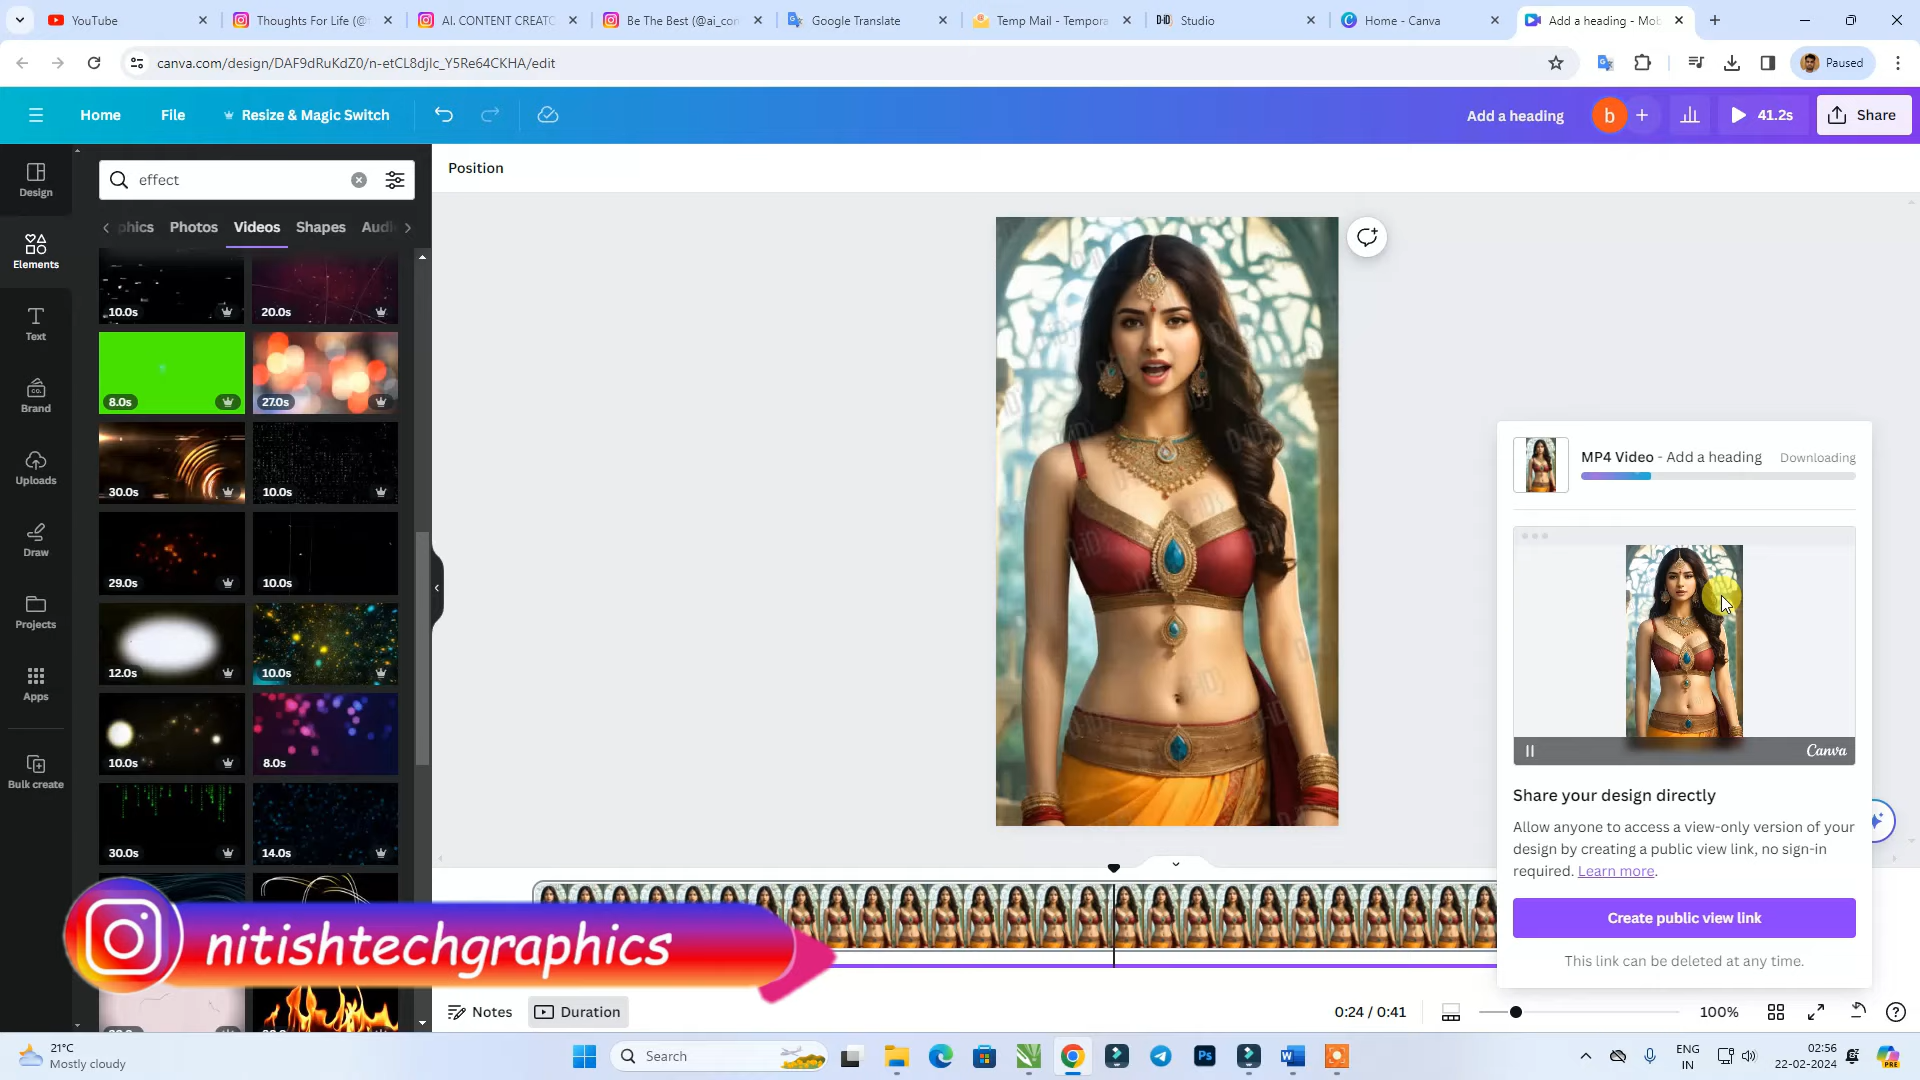 YouTube
Thoughts For Life (@t
AI. CONTENT CREATO
Be The Best (@ai_con
Google Translate
Temp Mail - Tempora
D-iD Studio
Home - Canva
Add a heading - Mob
canva.com/design/DAF9dRuKdZ0/n-etCL8djlc_Y5Re64CKHA/edit
Paused
Home
File
Resize & Magic Switch
Add a heading
b
41.2s
Share
Design
Elements
Text
Brand
Uploads
Draw
Projects
Apps
Bulk create
effect
phics
Photos
Videos
Shapes
Audi
10.0s
20.0s
8.0s
27.0s
30.0s
10.0s
29.0s
10.0s
12.0s
10.0s
10.0s
8.0s
30.0s
14.0s
Position
MP4 Video - Add a heading
Downloading
Canva
Share your design directly
Allow anyone to access a view-only version of your
design by creating a public view link, no sign-in
required. Learn more.
Create public view link
This link can be deleted at any time.
nitishtechgraphics
Notes
Duration
0:24 / 0:41
100%
21°C
Mostly cloudy
Search
Ps
ENG
IN
02:56
22-02-2024
PRE